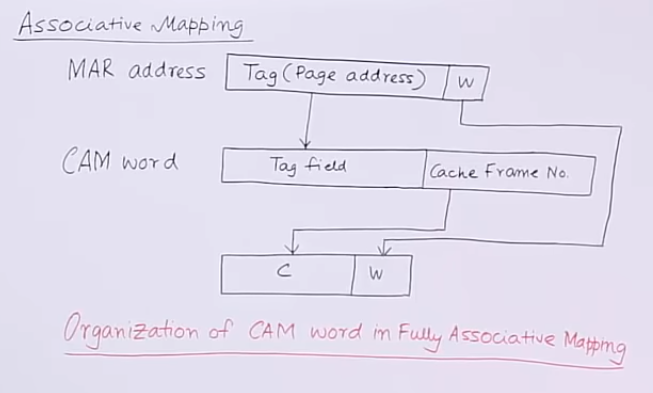 Associative Mapping
MAR address Tag (Page address) W
CAM word Tag field Cache Frame No.
C W
Organization of CAM word in Fully Associative Mapping